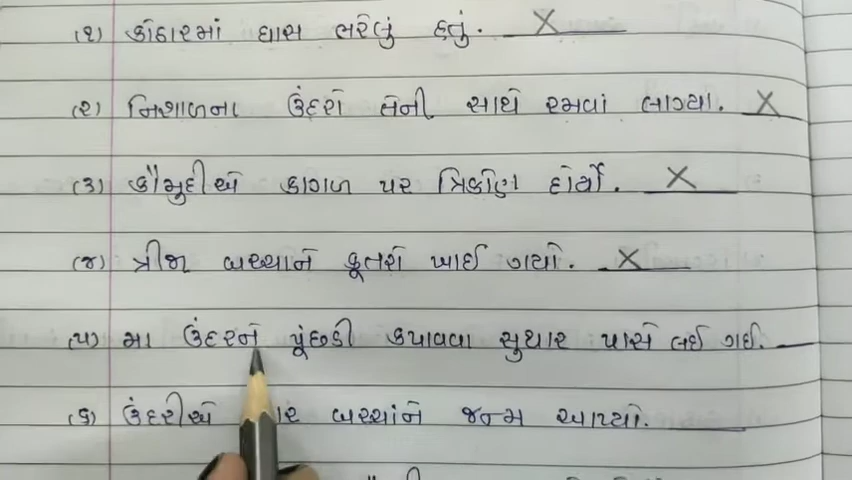 (૧) કોઠારમાં ઘાસ ભરેલું હતું. X
(૨) નિશાળના ઉંદરો તેની સાથે રમવાં લાગ્યા. X
(૩) કૌમુદીએ કાગળ પર ત્રિકોણ દોર્યો. X
(૪) ત્રીજા બચ્ચાને કૂતરો ખાઈ ગયો. X
(૫) મા ઉંદરને પૂંછડી કપાવવા સુથાર પાસે લઈ ગઈ.
(૬) ઉંદરીએ બચ્ચાંને જન્મ આપ્યો.